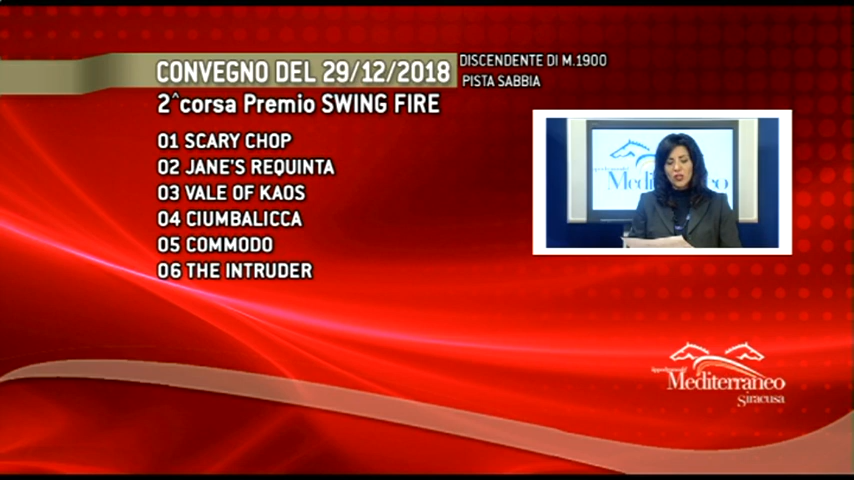 CONVEGNO DEL 29/12/2018
DISCENDENTE DI M.1900
PISTA SABBIA
2^corsa Premio SWING FIRE
01 SCARY CHOP
02 JANE'S REQUINTA
03 VALE OF KAOS
04 CIUMBALICCA
05 COMMODO
06 THE INTRUDER
Mediterraneo
Siracusa